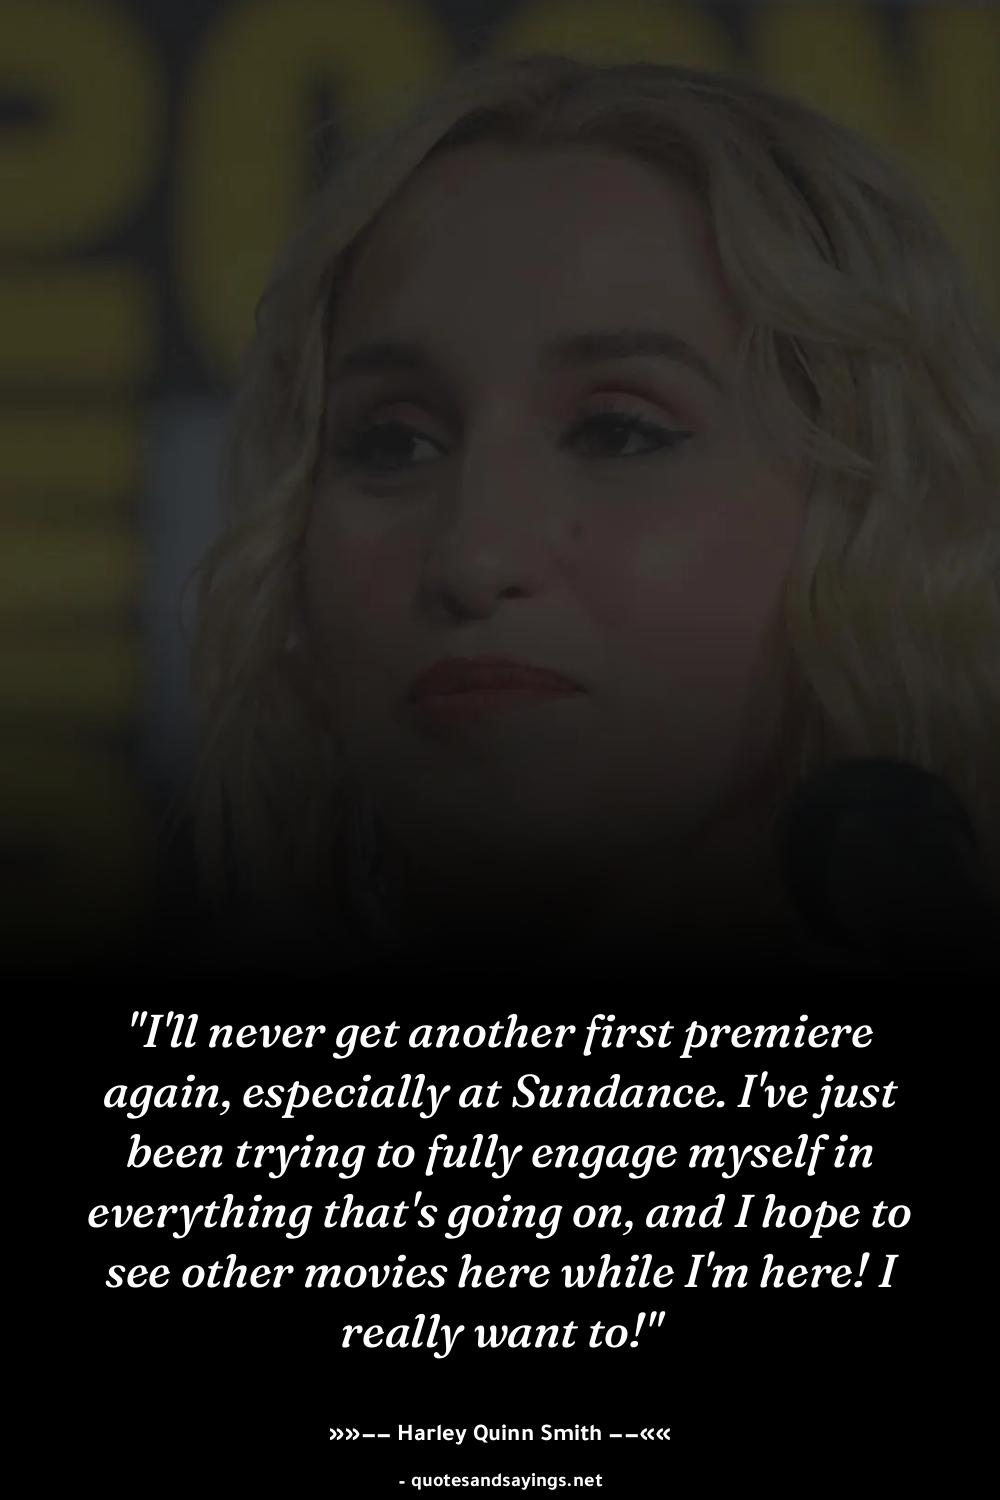 "I'll never get another first premiere
again, especially at Sundance. I've just
been trying to fully engage myself in
everything that's going on, and I hope to
see other movies here while I'm here! I
really want to!"
»»–– Harley Quinn Smith ––««
- quotesandsayings.net